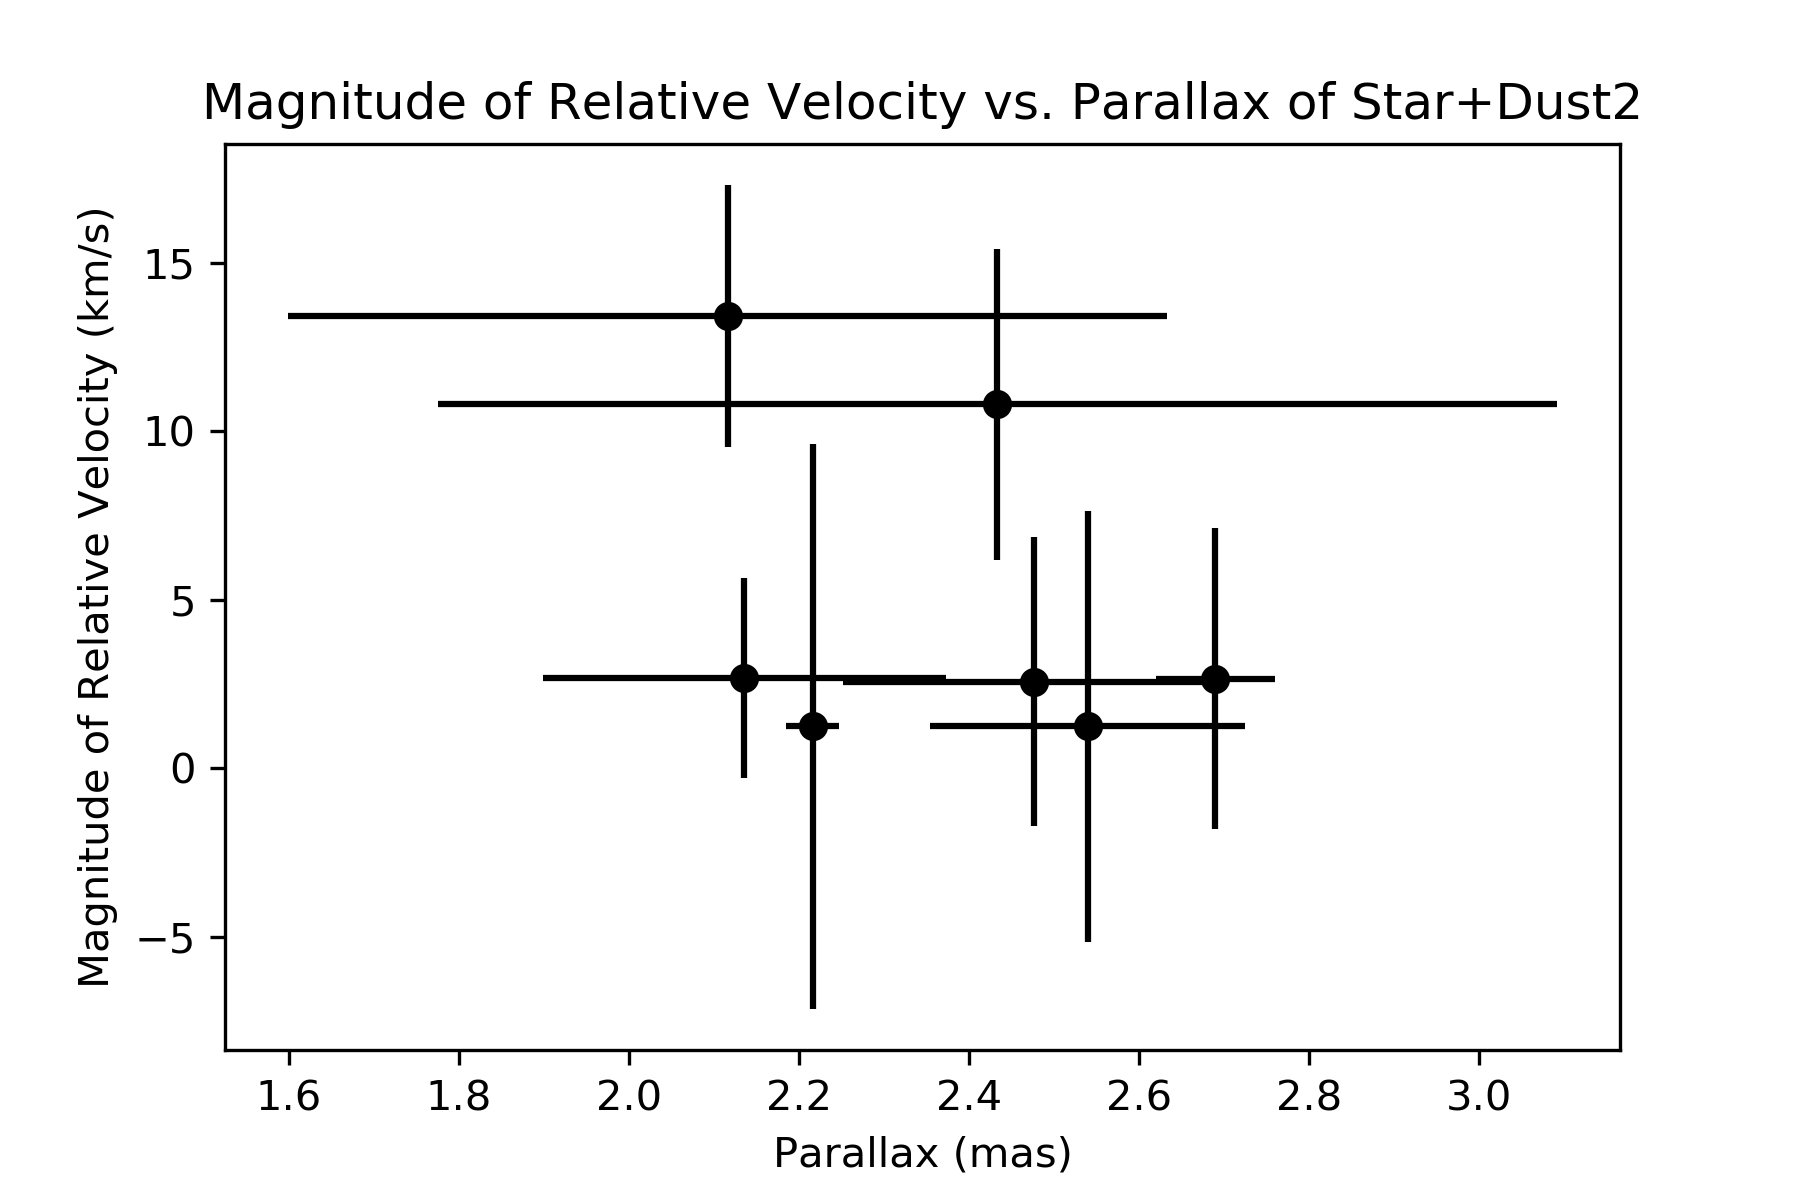 Magnitude of Relative Velocity vs. Parallax of Star+Dust2
Magnitude of Relative Velocity (km/s)
15
10
5
0
−5
1.6 1.8 2.0 2.2 2.4 2.6 2.8 3.0
Parallax (mas)